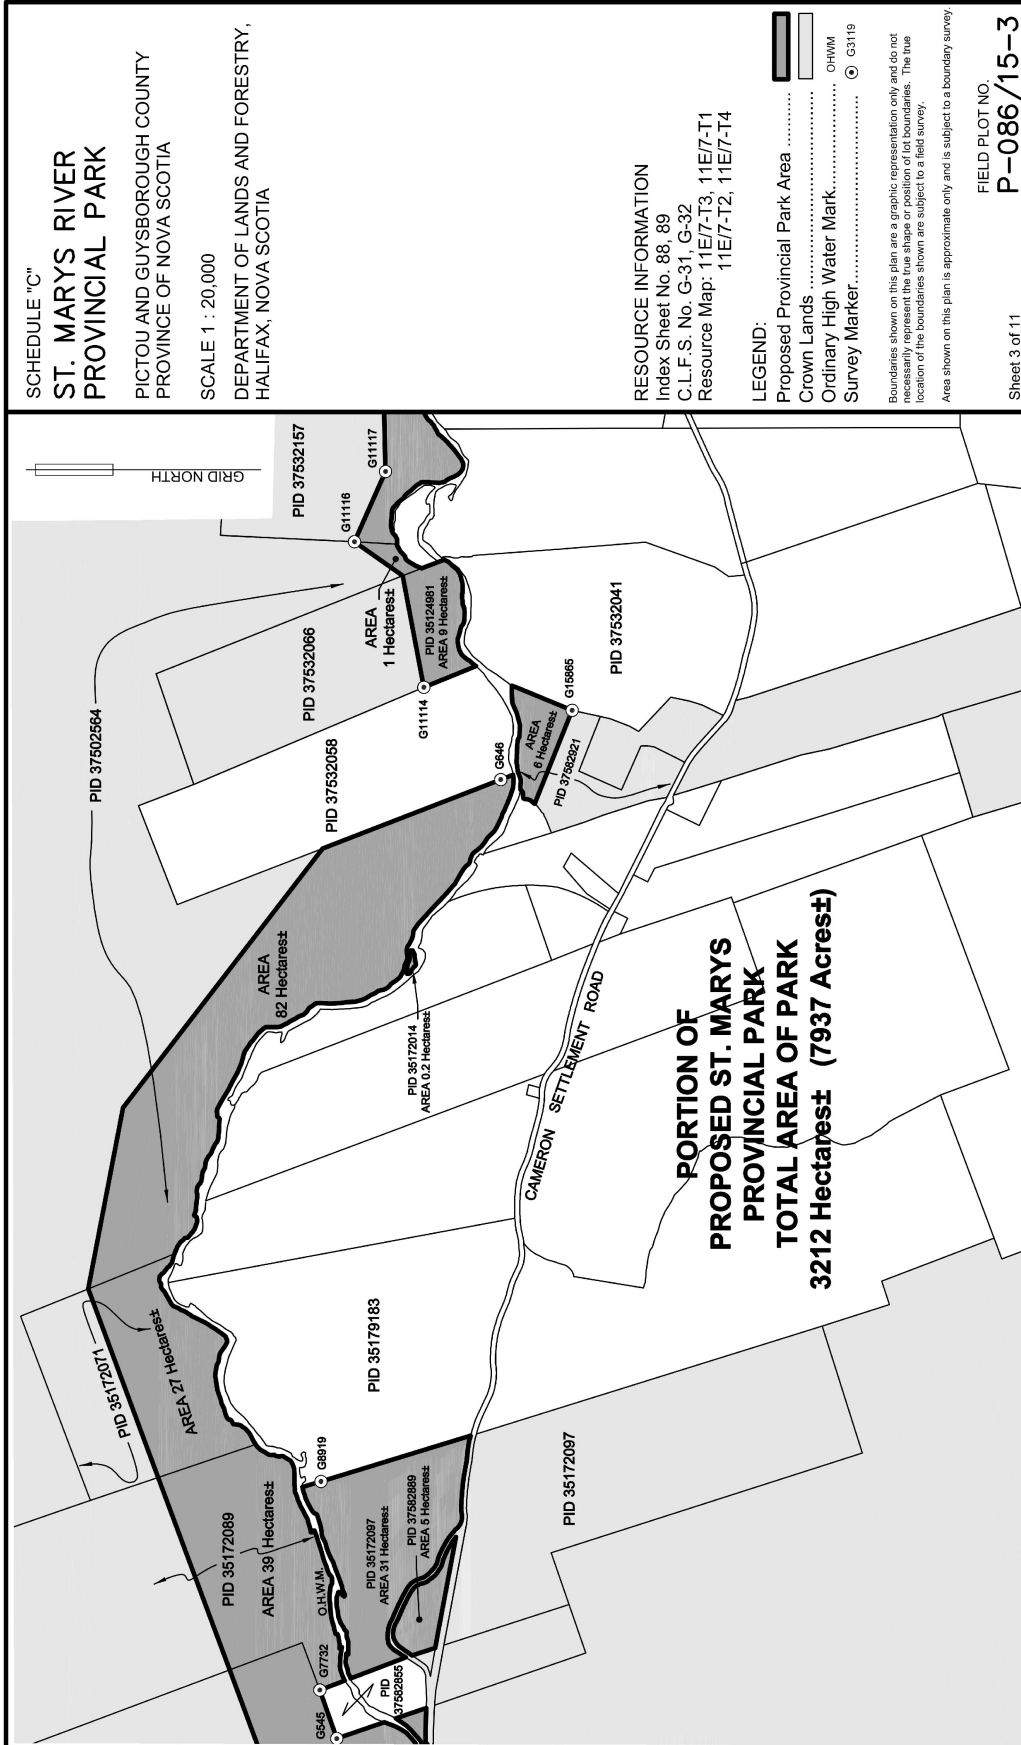 SCHEDULE "C"
ST. MARYS RIVER
PROVINCIAL PARK
PICTOU AND GUYSBOROUGH COUNTY
PROVINCE OF NOVA SCOTIA
SCALE 1 : 20,000
DEPARTMENT OF LANDS AND FORESTRY,
HALIFAX, NOVA SCOTIA
RESOURCE INFORMATION
Index Sheet No. 88, 89
C.L.F.S. No. G-31, G-32
Resource Map: 11E/7-T3, 11E/7-T1
11E/7-T2, 11E/7-T4
LEGEND:
Proposed Provincial Park Area ...........
Crown Lands ......................................
Ordinary High Water Mark.................... OHWM
Survey Marker..................................... G3119
Boundaries shown on this plan are a graphic representation only and do not
necessarily represent the true shape or position of lot boundaries. The true
location of the boundaries shown are subject to a field survey.
Area shown on this plan is approximate only and is subject to a boundary survey.
FIELD PLOT NO.
P-086/15-3
Sheet 3 of 11
GRID NORTH
PID 37532157
G11117
G11116
PID 37502564
AREA
1 Hectares±
PID 37532066
PID 35124981
AREA 9 Hectares±
G11114
PID 37532058
G646
AREA
6 Hectares±
G15865
PID 37582921
PID 37532041
AREA
82 Hectares±
PID 35172014
AREA 0.2 Hectares±
CAMERON SETTLEMENT ROAD
PORTION OF
PROPOSED ST. MARYS
PROVINCIAL PARK
TOTAL AREA OF PARK
3212 Hectares± (7937 Acres±)
PID 35172071
AREA 27 Hectares±
PID 35179183
G8919
PID 35172089
AREA 39 Hectares±
O.H.W.M.
PID 35172097
AREA 31 Hectares±
PID 37582889
AREA 5 Hectares±
PID 35172097
G7732
G545
PID
37582855